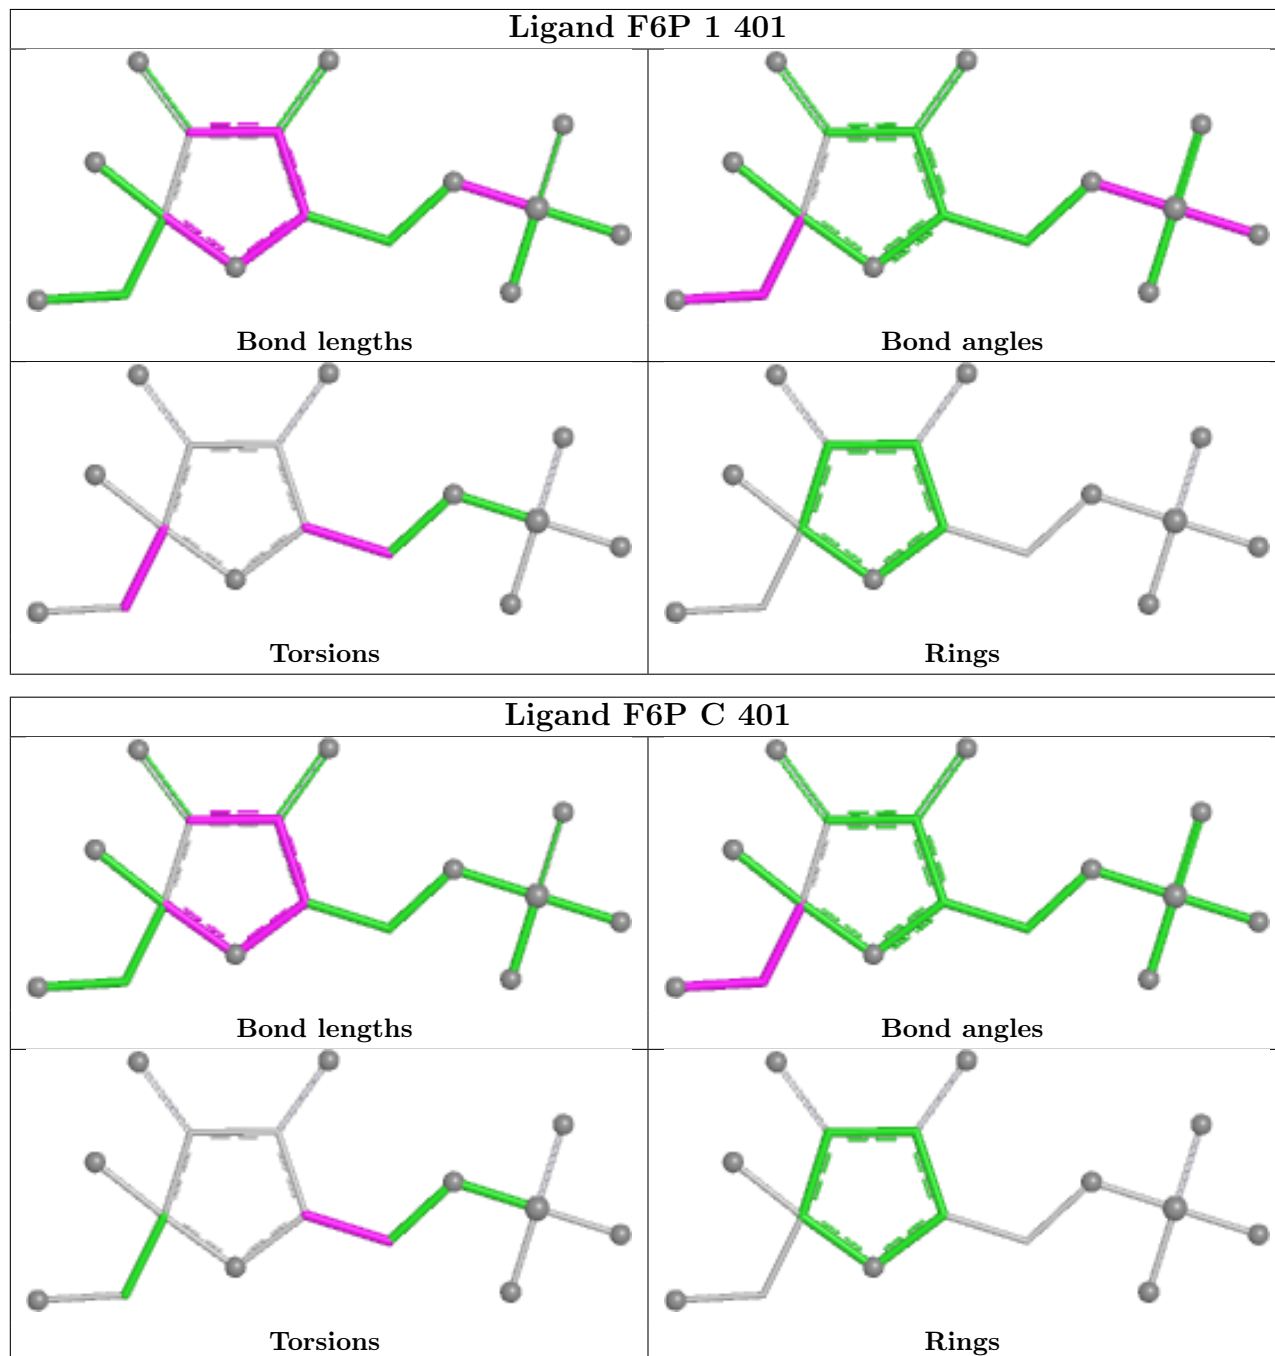 Ligand F6P 1 401
Bond lengths
Bond angles
Torsions
Rings
Ligand F6P C 401
Bond lengths
Bond angles
Torsions
Rings